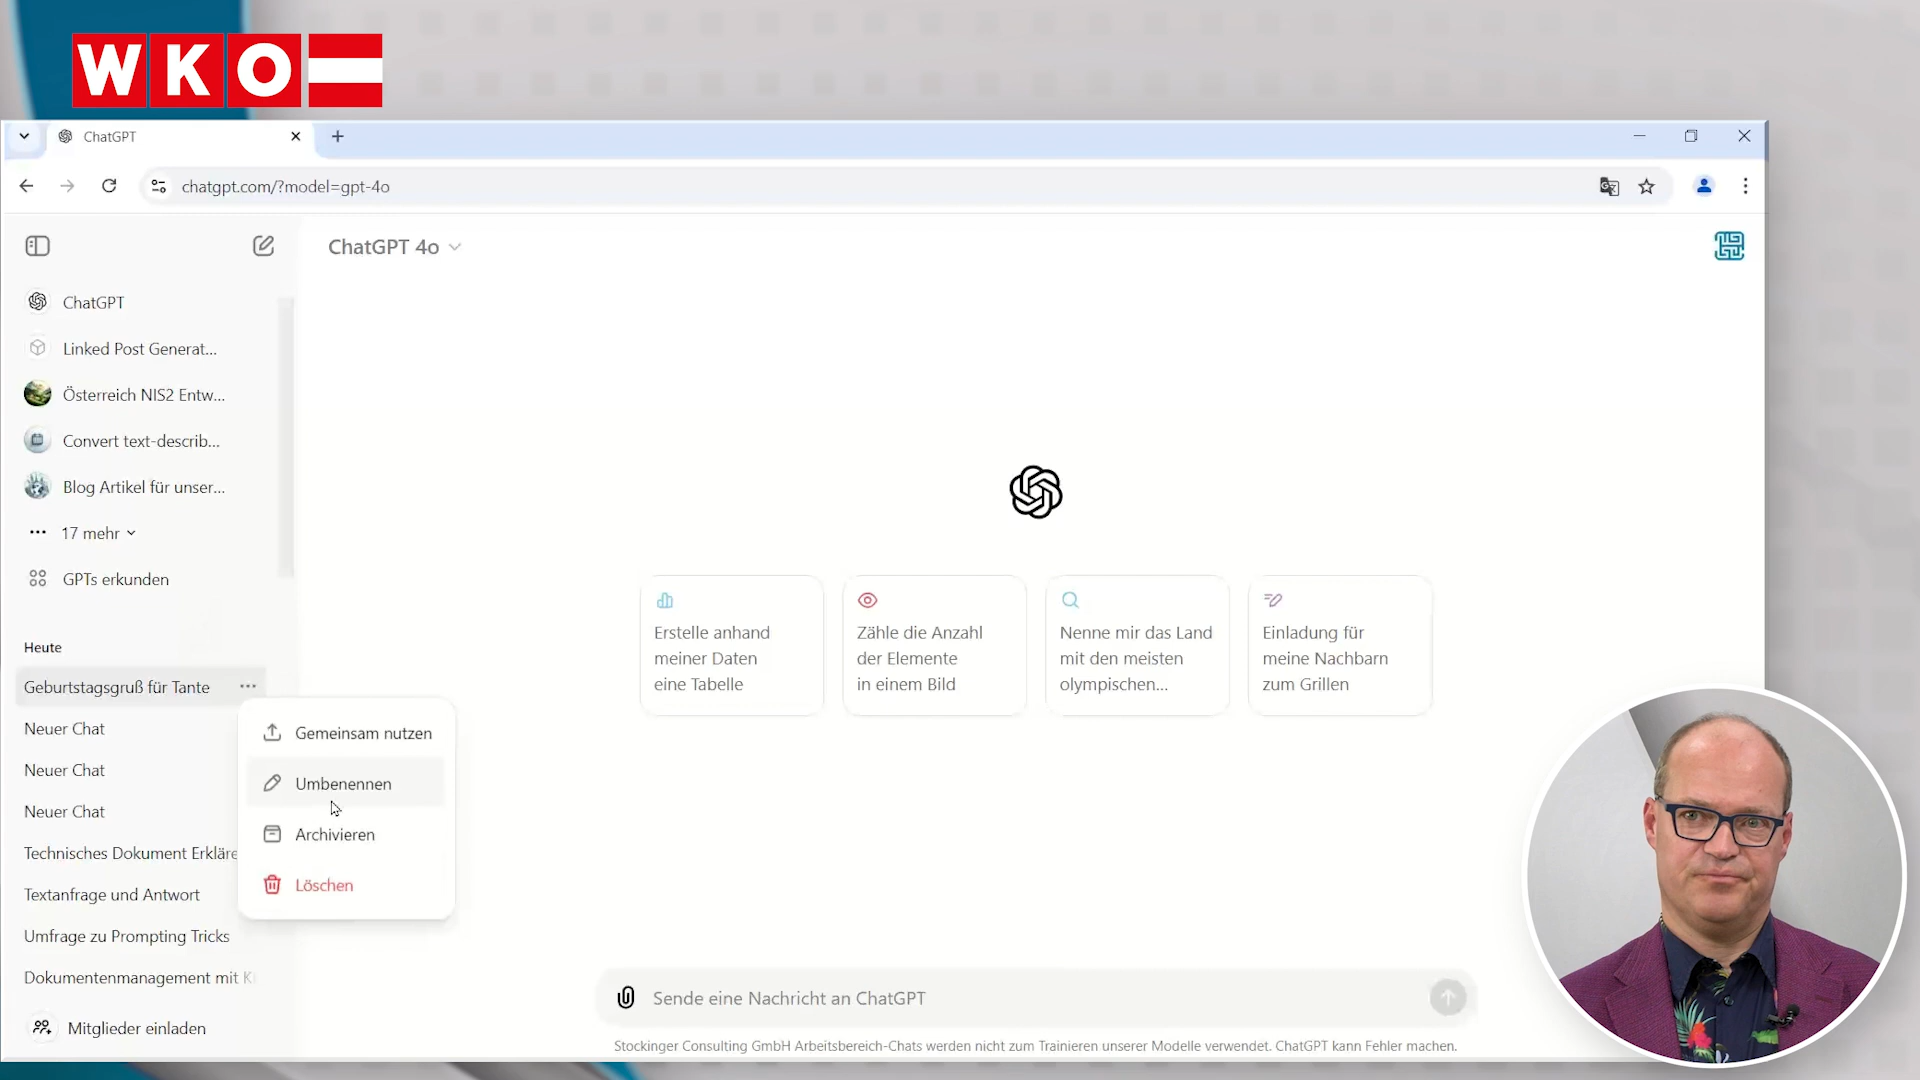 WKO
ChatGPT
chatgpt.com/?model=gpt-4o
ChatGPT 4o
ChatGPT
Linked Post Generat...
Österreich NIS2 Entw...
Convert text-describ...
Blog Artikel für unser...
17 mehr
GPTs erkunden
Heute
Geburtstagsgruß für Tante
Neuer Chat
Neuer Chat
Neuer Chat
Technisches Dokument Erkläre
Textanfrage und Antwort
Umfrage zu Prompting Tricks
Dokumentenmanagement mit KI
Mitglieder einladen
Gemeinsam nutzen
Umbenennen
Archivieren
Löschen
Erstelle anhand
meiner Daten
eine Tabelle
Zähle die Anzahl
der Elemente
in einem Bild
Nenne mir das Land
mit den meisten
olympischen...
Einladung für
meine Nachbarn
zum Grillen
Sende eine Nachricht an ChatGPT
Stockinger Consulting GmbH Arbeitsbereich-Chats werden nicht zum Trainieren unserer Modelle verwendet. ChatGPT kann Fehler machen.